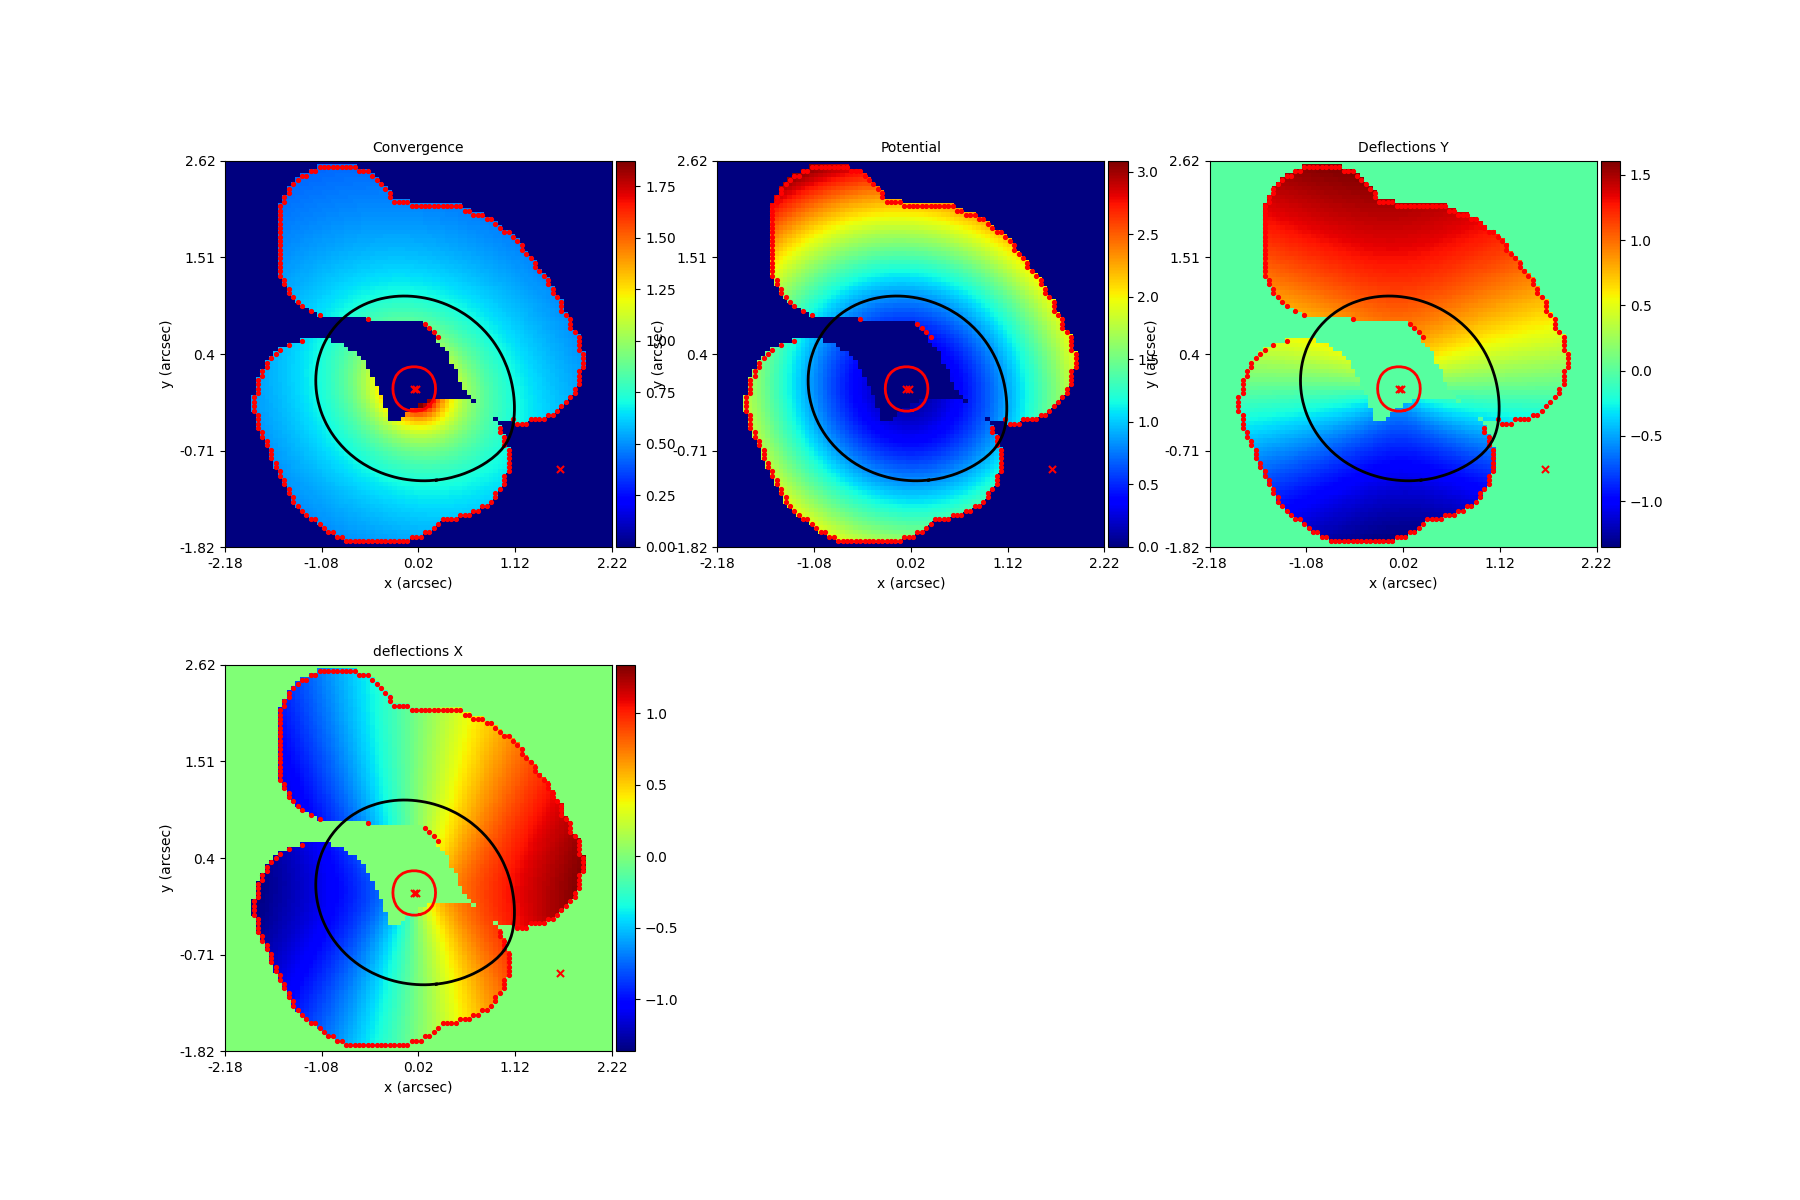 Convergence
2.62
1.51
0.4
-0.71
-1.82
-2.18 -1.08 0.02 1.12 2.22
y (arcsec)
x (arcsec)
1.75
1.50
1.25
1.00
0.75
0.50
0.25
0.00
Potential
2.62
1.51
0.4
-0.71
-1.82
-2.18 -1.08 0.02 1.12 2.22
y (arcsec)
x (arcsec)
3.0
2.5
2.0
1.5
1.0
0.5
0.0
Deflections Y
2.62
1.51
0.4
-0.71
-1.82
-2.18 -1.08 0.02 1.12 2.22
y (arcsec)
x (arcsec)
1.5
1.0
0.5
0.0
−0.5
−1.0
deflections X
2.62
1.51
0.4
-0.71
-1.82
-2.18 -1.08 0.02 1.12 2.22
y (arcsec)
x (arcsec)
1.0
0.5
0.0
−0.5
−1.0